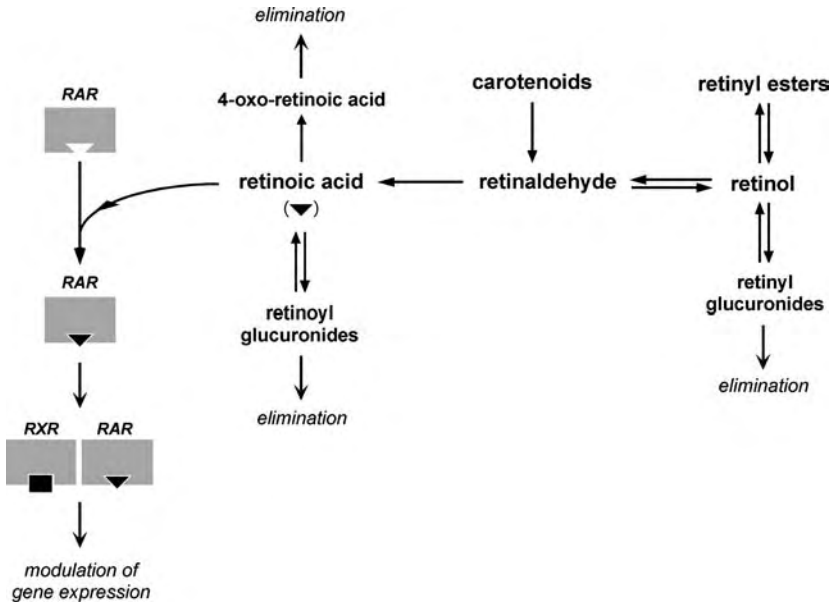 elimination
RAR
4-oxo-retinoic acid
carotenoids
retinyl esters
retinoic acid
(▼)
retinaldehyde
retinol
RAR
retinoyl
glucuronides
retinyl
glucuronides
elimination
elimination
RXR
RAR
modulation of
gene expression